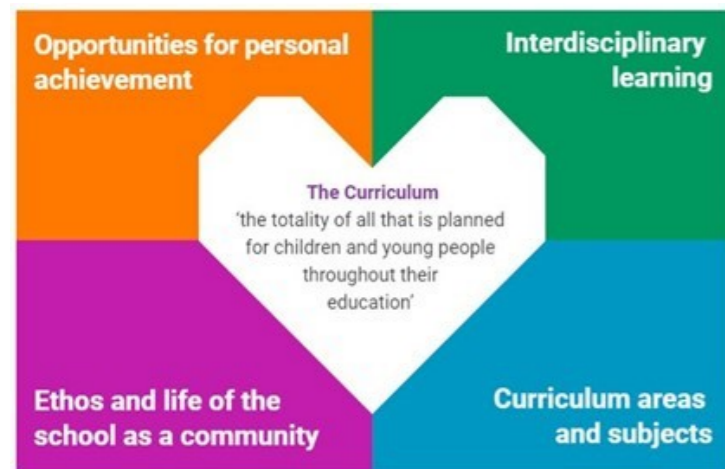 Opportunities for personal
achievement
Interdisciplinary
learning
The Curriculum
‘the totality of all that is planned
for children and young people
throughout their
education’
Ethos and life of the
school as a community
Curriculum areas
and subjects